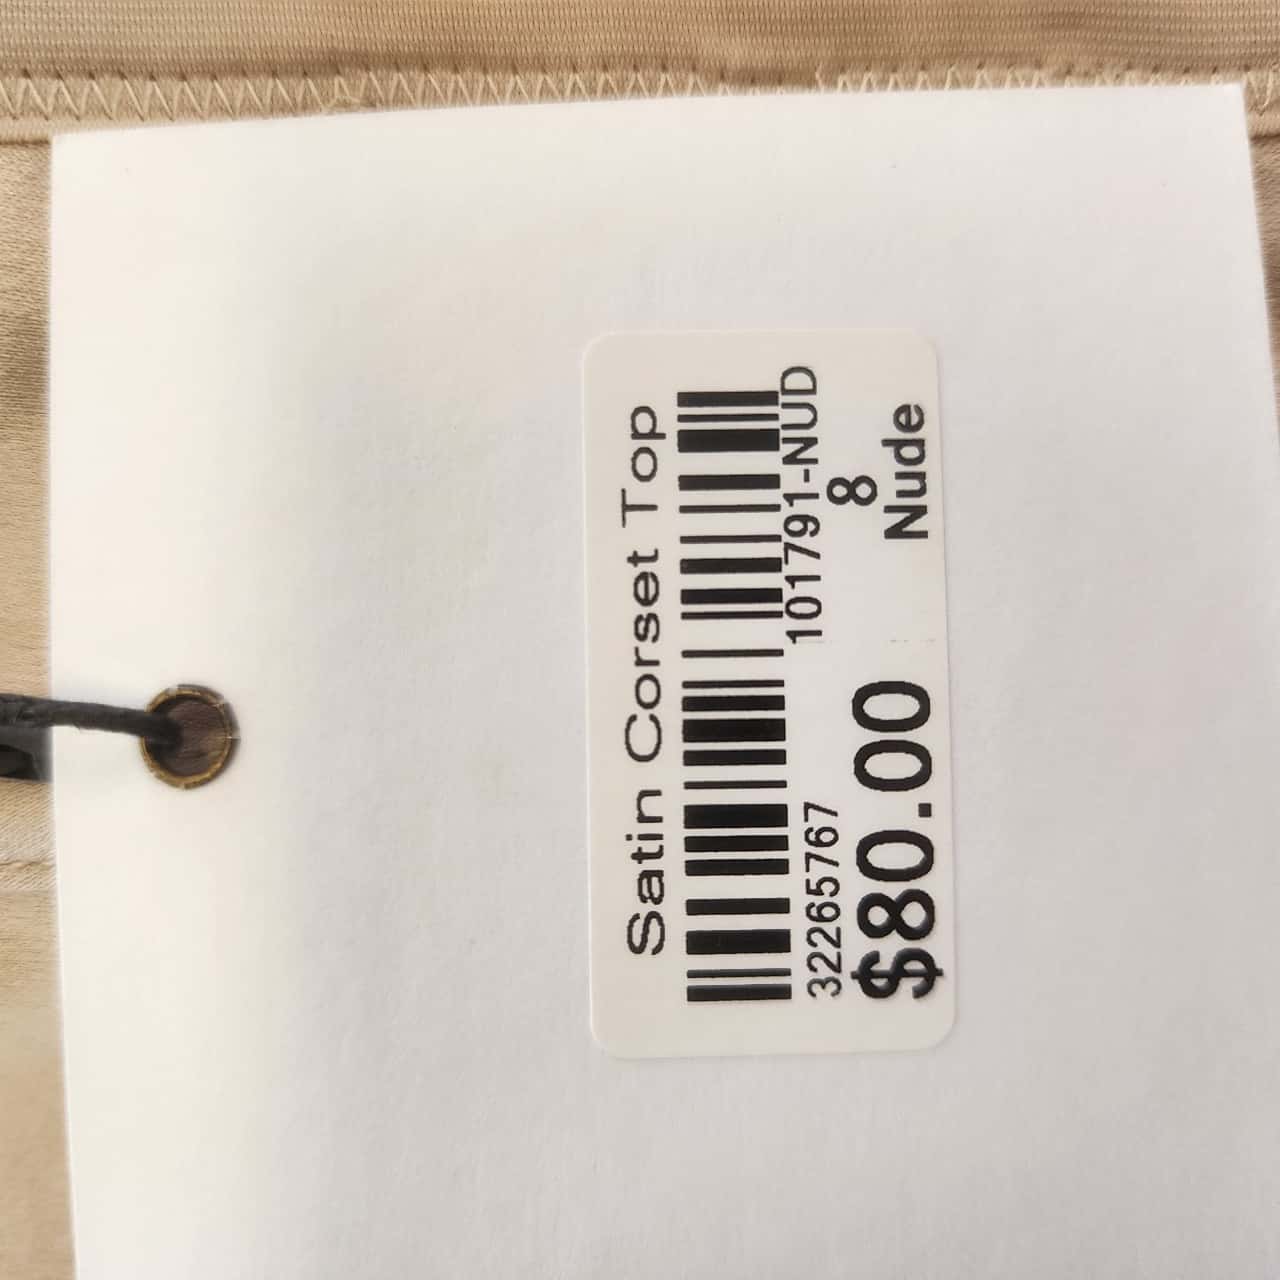 Satin Corset Top
32265767 101791-NUD
8
$80.00 Nude